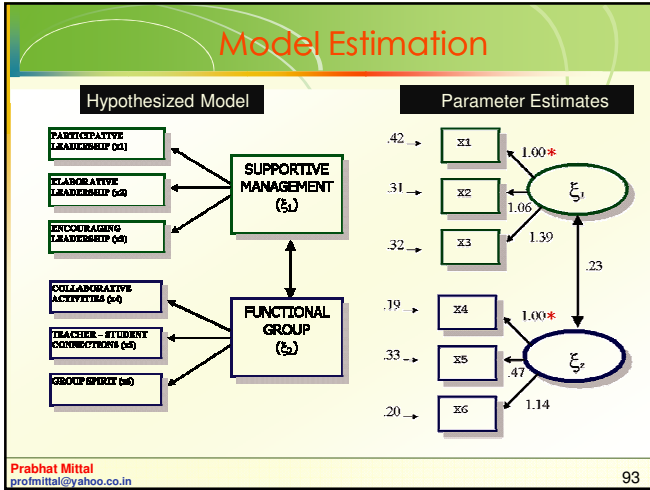 Model Estimation
Hypothesized Model
Parameter Estimates
PARTICIPATIVE
LEADERSHIP (x1)
ELABORATIVE
LEADERSHIP (x2)
ENCOURAGING
LEADERSHIP (x3)
SUPPORTIVE
MANAGEMENT
(ξ1)
COLLABORATIVE
ACTIVITIES (x4)
TEACHER – STUDENT
CONNECTIONS (x5)
GROUP SPIRIT (x6)
FUNCTIONAL
GROUP
(ξ2)
.42
X1
1.00*
.31
X2
1.06
ξ1
.32
X3
1.39
.23
.19
X4
1.00*
.33
X5
.47
ξ2
.20
X6
1.14
Prabhat Mittal
profmittal@yahoo.co.in
93